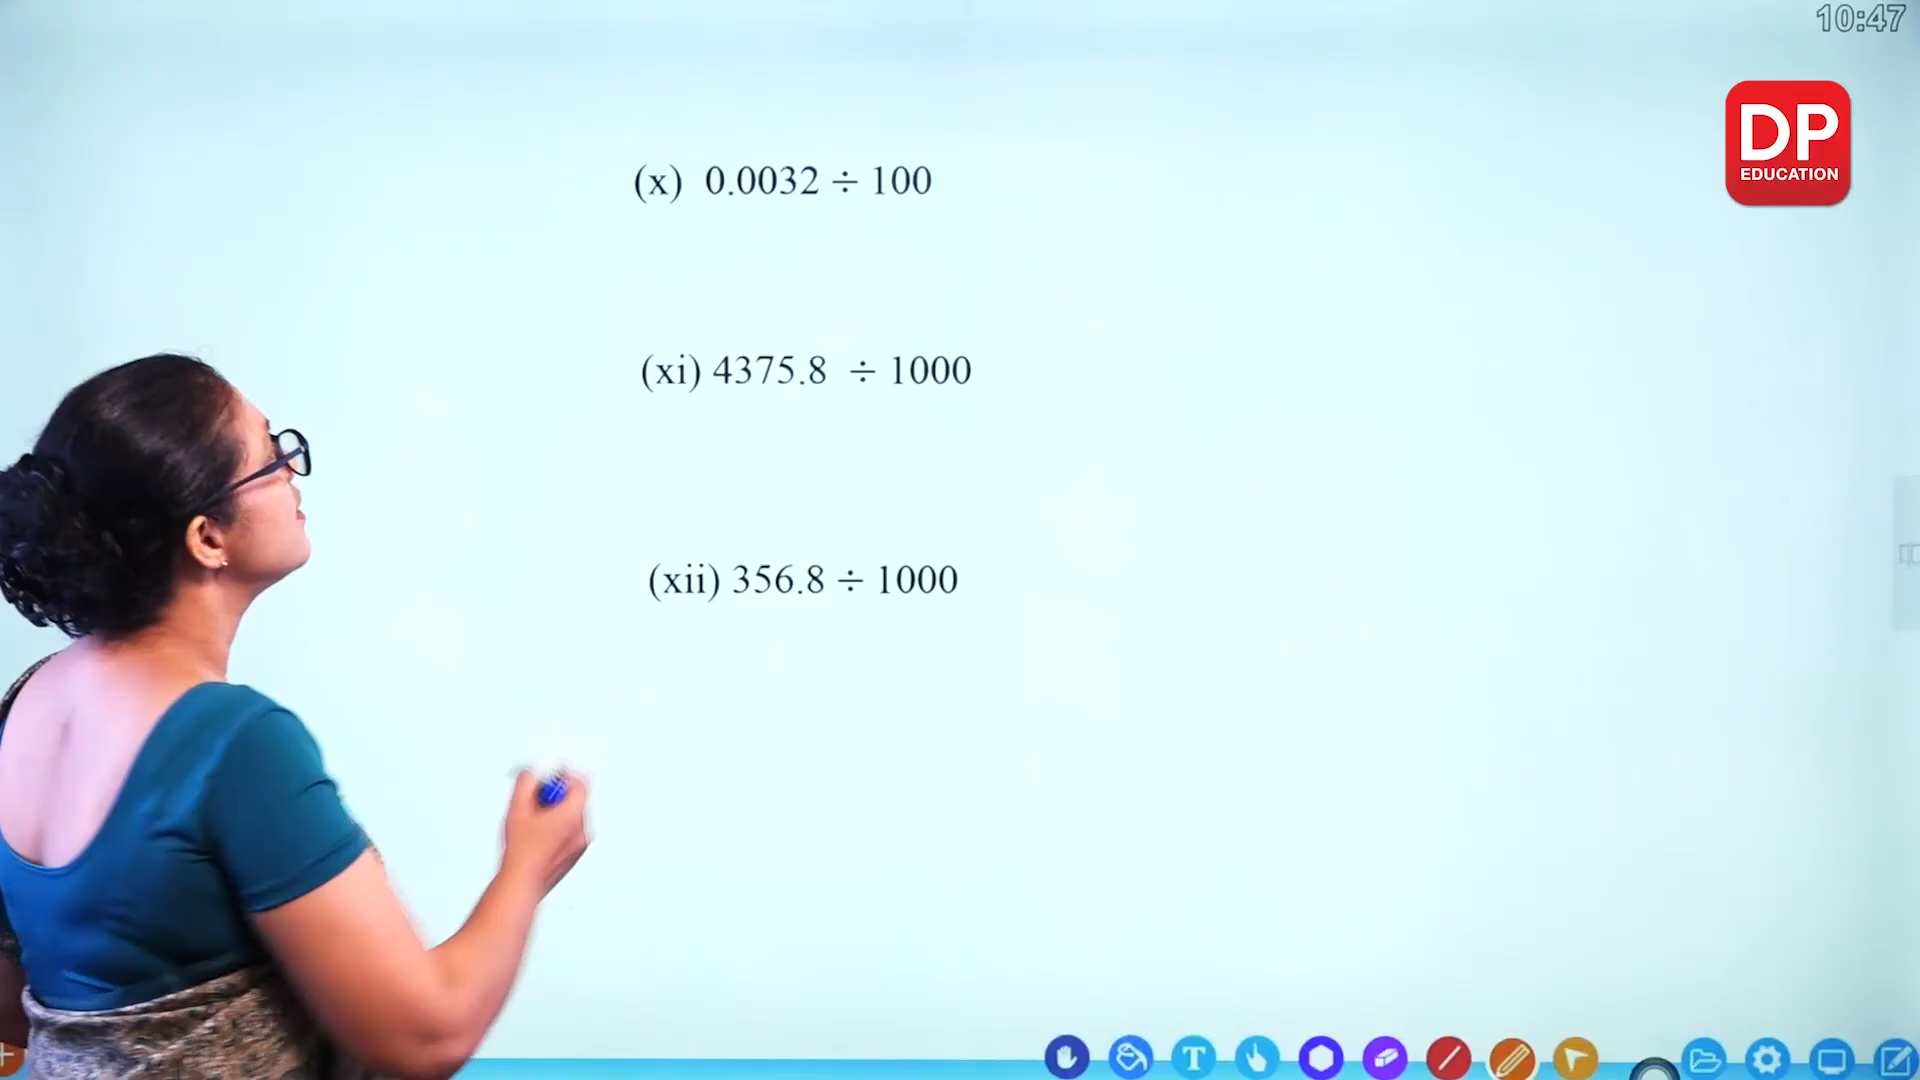 10:47
DP
EDUCATION
(x) 0.0032 ÷ 100
(xi) 4375.8 ÷ 1000
(xii) 356.8 ÷ 1000
T